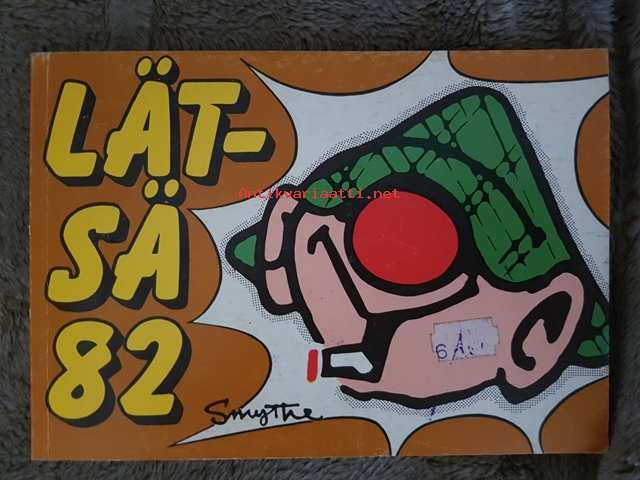 LÄT-
SÄ
82
Antikvariaatti.net
Smythe